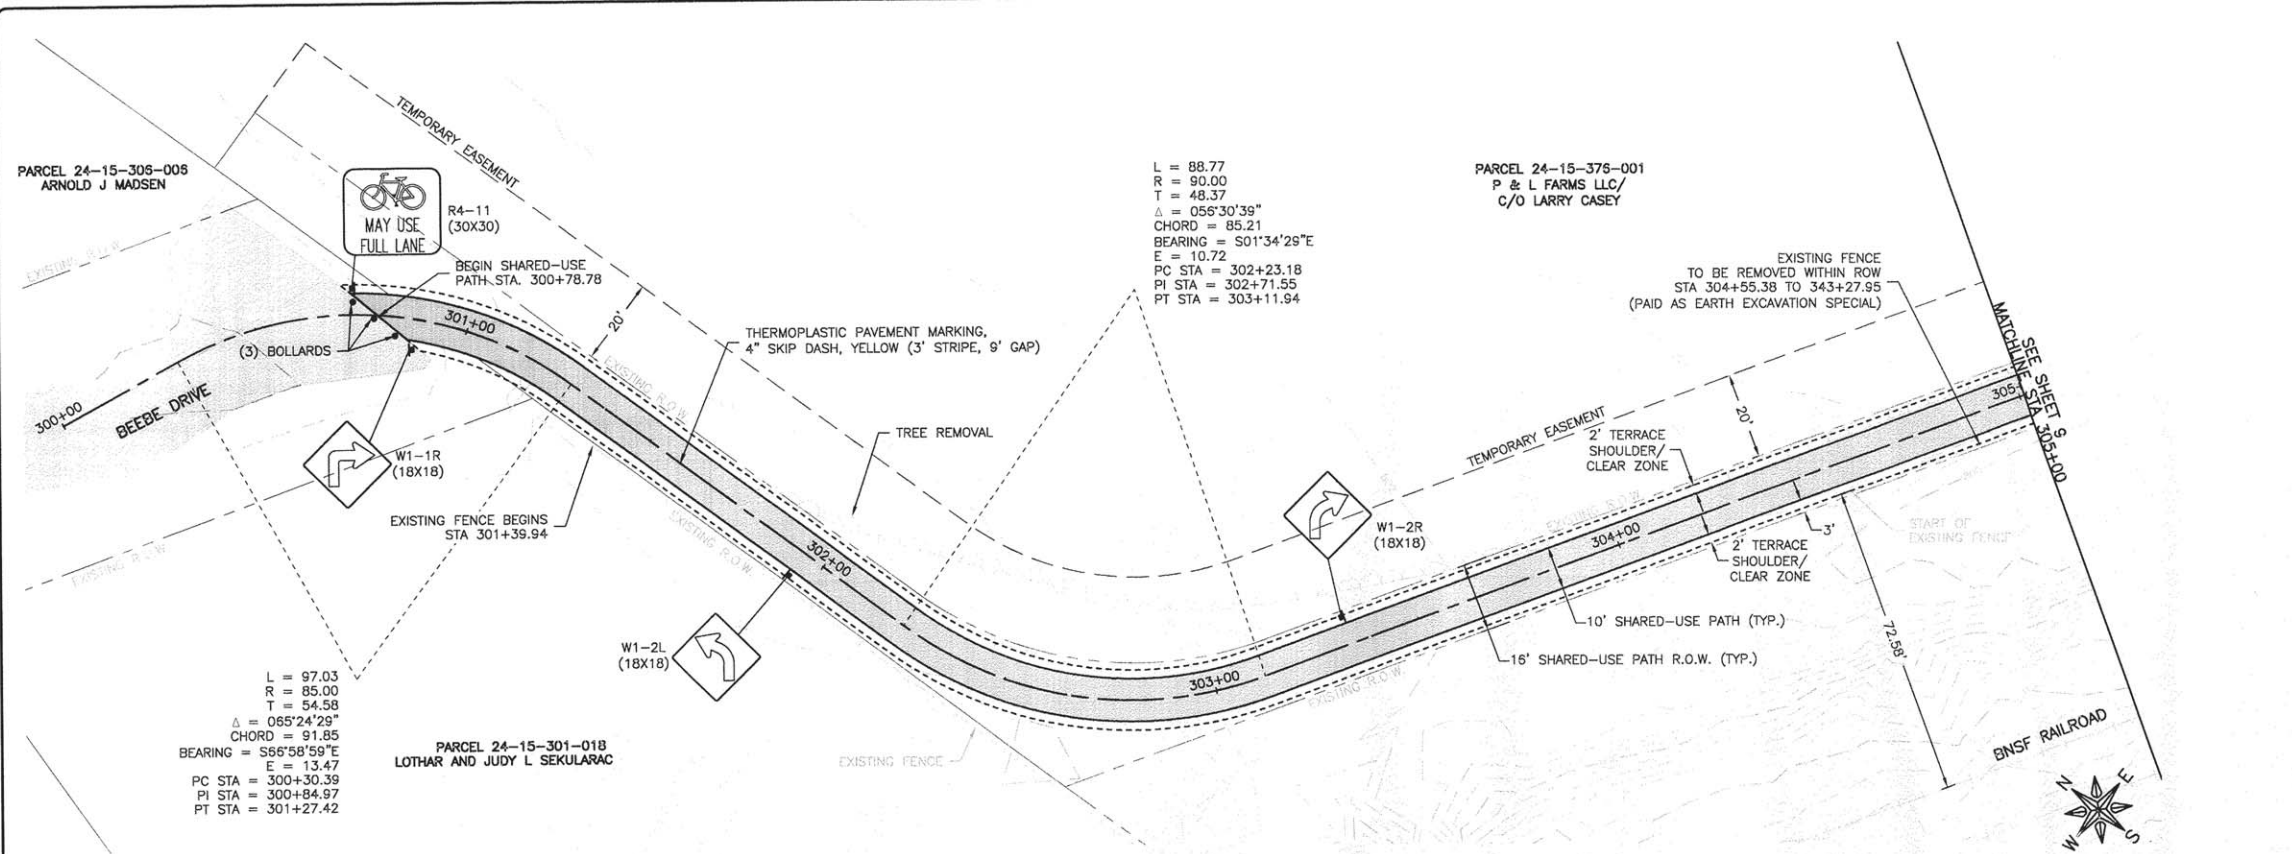 TEMPORARY EASEMENT
PARCEL 24-15-306-006
ARNOLD J MADSEN
EXISTING R.O.W.
MAY USE
FULL LANE
R4-11
(30X30)
BEGIN SHARED-USE
PATH STA. 300+78.78
301+00
(3) BOLLARDS
300+00
BEEBE DRIVE
20'
EXISTING R.O.W.
THERMOPLASTIC PAVEMENT MARKING,
4" SKIP DASH, YELLOW (3' STRIPE, 9' GAP)
W1-1R
(18X18)
EXISTING FENCE BEGINS
STA 301+39.94
EXISTING R.O.W.
EXISTING R.O.W.
TREE REMOVAL
302+00
W1-2L
(18X18)
L = 97.03
R = 85.00
T = 54.58
Δ = 065°24'29"
CHORD = 91.85
BEARING = S66°58'59"E
E = 13.47
PC STA = 300+30.39
PI STA = 300+84.97
PT STA = 301+27.42
PARCEL 24-15-301-018
LOTHAR AND JUDY L SEKULARAC
EXISTING FENCE
L = 88.77
R = 90.00
T = 48.37
Δ = 056°30'39"
CHORD = 85.21
BEARING = S01°34'29"E
E = 10.72
PC STA = 302+23.18
PI STA = 302+71.55
PT STA = 303+11.94
PARCEL 24-15-376-001
P & L FARMS LLC/
C/O LARRY CASEY
EXISTING FENCE
TO BE REMOVED WITHIN ROW
STA 304+55.38 TO 343+27.95
(PAID AS EARTH EXCAVATION SPECIAL)
SEE SHEET 9
MATCHLINE STA 305+00
305
TEMPORARY EASEMENT
20'
2' TERRACE
SHOULDER/
CLEAR ZONE
W1-2R
(18X18)
EXISTING R.O.W.
304+00
2' TERRACE
SHOULDER/
CLEAR ZONE
3'
START OF
EXISTING FENCE
10' SHARED-USE PATH (TYP.)
16' SHARED-USE PATH R.O.W. (TYP.)
303+00
EXISTING R.O.W.
72.58'
BNSF RAILROAD
N
E
W
S